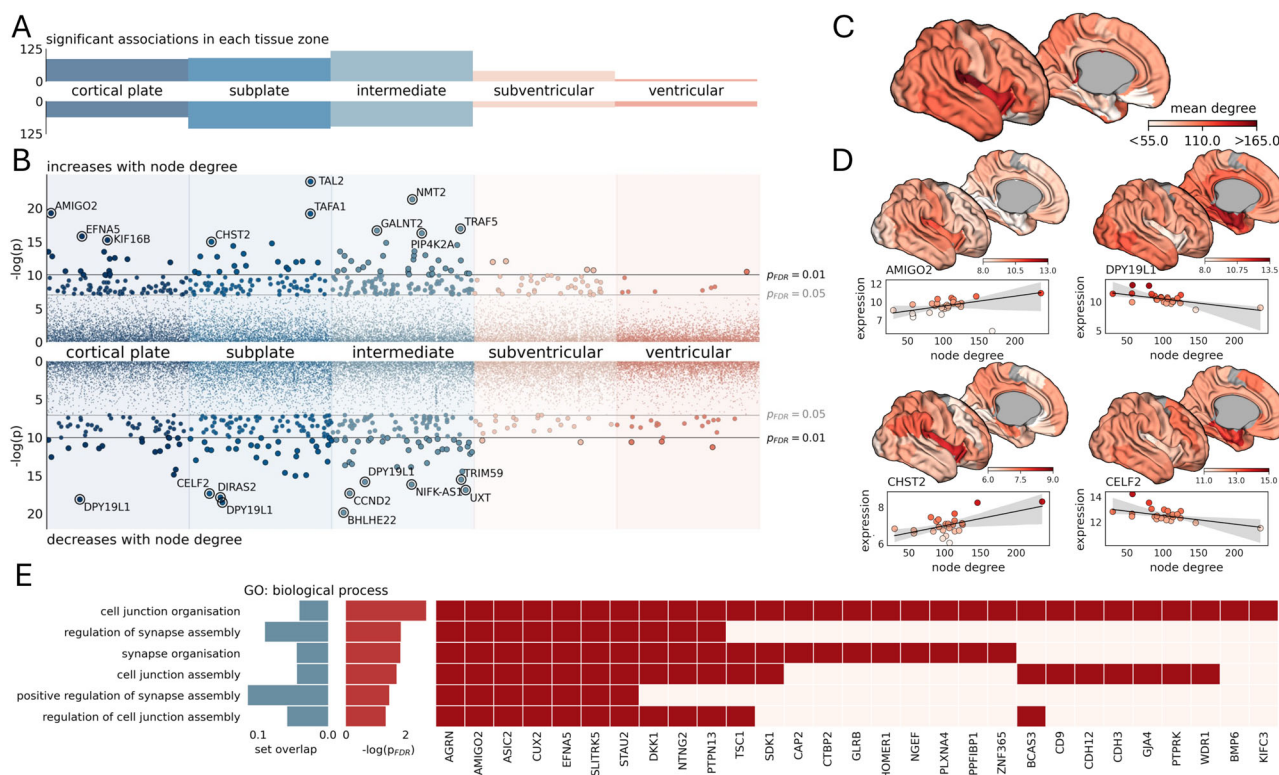 A
significant associations in each tissue zone
125
0
cortical plate subplate intermediate subventricular ventricular
0
125
B
increases with node degree
-log(p)
20
15
10
5
0
AMIGO2
EFNA5
KIF16B
CHST2
TAL2
TAFA1
GALNT2
NMT2
PIP4K2A
TRAF5
pFDR = 0.01
pFDR = 0.05
cortical plate subplate intermediate subventricular ventricular
-log(p)
0
5
10
15
20
pFDR = 0.05
pFDR = 0.01
DPY19L1
CELF2
DIRAS2
DPY19L1
DPY19L1
CCND2
BHLHE22
NIFK-AS1
TRIM59
UXT
decreases with node degree
C
mean degree
<55.0 110.0 >165.0
D
AMIGO2
8.0 10.5 13.0
expression
12
10
7
50 100 150 200
node degree
DPY19L1
8.0 10.75 13.5
expression
10
5
50 100 150 200
node degree
CHST2
6.0 9.0
expression
8
6
50 100 150 200
node degree
CELF2
11.0 13.0 15.0
expression
14
12
50 100 150 200
node degree
E
GO: biological process
cell junction organisation
regulation of synapse assembly
synapse organisation
cell junction assembly
positive regulation of synapse assembly
regulation of cell junction assembly
0.1 0.0
set overlap
0 2
-log(pFDR)
AGRN
AMIGO2
ASIC2
CUX2
EFNA5
SLITRK5
STAU2
DKK1
NTNG2
PTPN13
TSC1
SDK1
CAP2
CTBP2
GLRB
HOMER1
NGEF
PLXNA4
PPFIBP1
ZNF365
BCAS3
CD9
CDH12
CDH3
GJA4
PTPRK
WDR1
BMP6
KIFC3